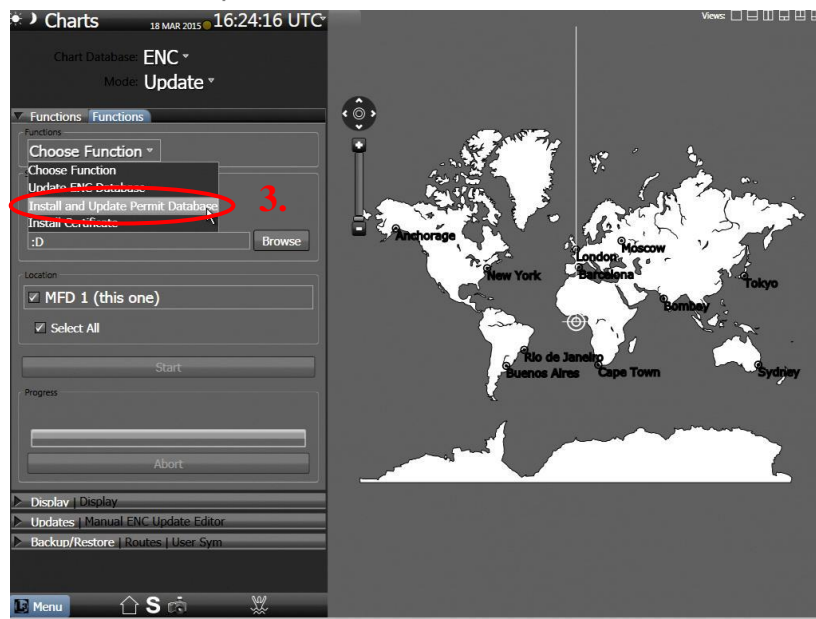 Charts 18 MAR 2015 16:24:16 UTC
Views:
Chart Database: ENC
Mode: Update
Functions Functions
Functions
Choose Function
Choose Function
Update ENC Database
Install and Update Permit Database
3.
Install Certificate
:D Browse
Location
MFD 1 (this one)
Select All
Start
Progress
Abort
Display | Display
Updates | Manual ENC Update Editor
Backup/Restore | Routes | User Sym
Menu S
Anchorage
Moscow
London
New York
Barcelona
Tokyo
Bombay
Rio de Janeiro
Buenos Aires
Cape Town
Sydney